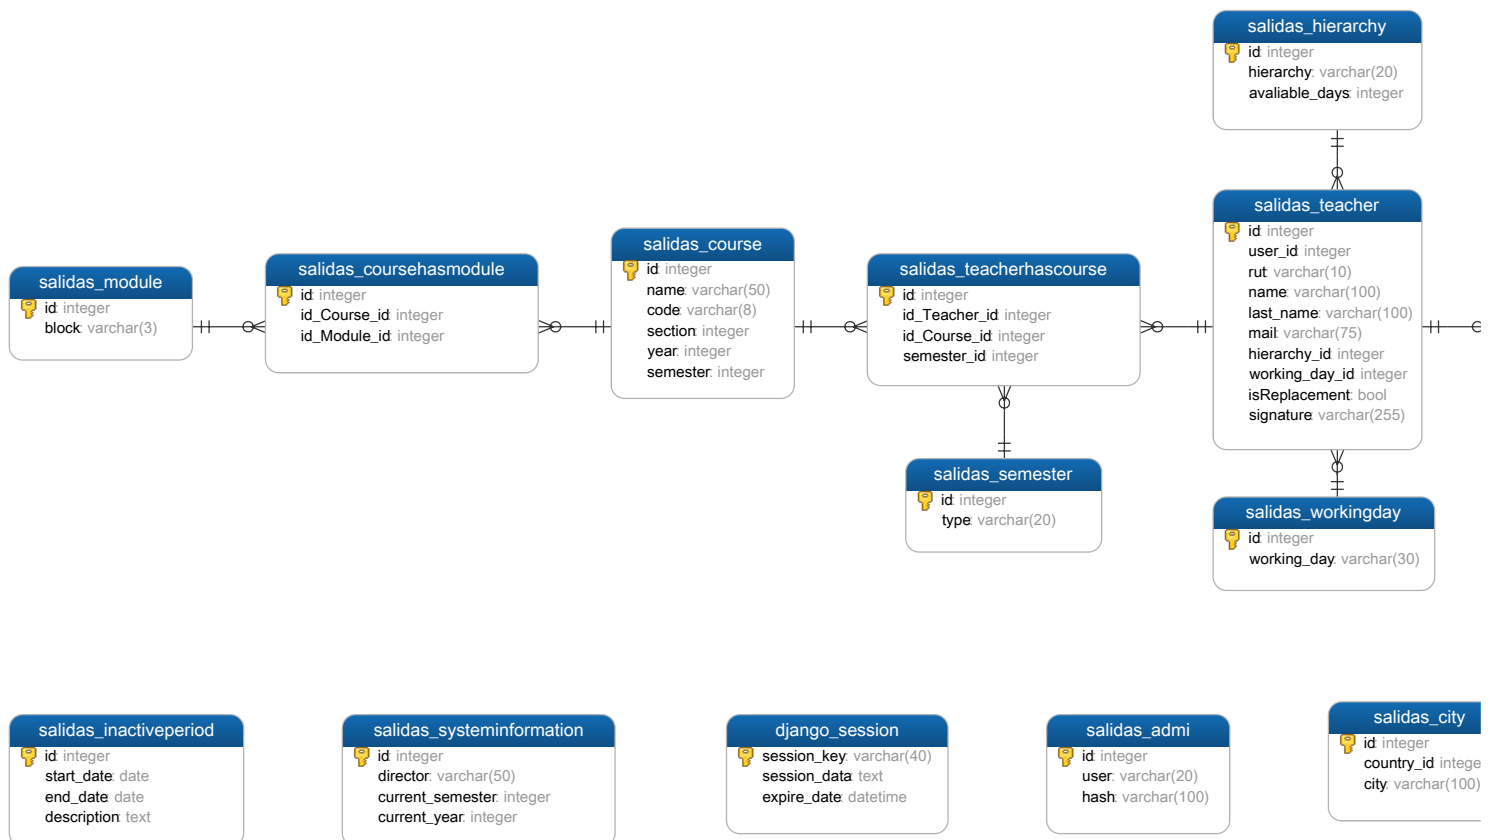 salidas_hierarchy
id: integer
hierarchy: varchar(20)
avaliable_days: integer
salidas_teacher
id: integer
user_id: integer
rut: varchar(10)
name: varchar(100)
last_name: varchar(100)
mail: varchar(75)
hierarchy_id: integer
working_day_id: integer
isReplacement: bool
signature: varchar(255)
salidas_course
id: integer
name: varchar(50)
code: varchar(8)
section: integer
year: integer
semester: integer
salidas_module
id: integer
block: varchar(3)
salidas_coursehasmodule
id: integer
id_Course_id: integer
id_Module_id: integer
salidas_teacherhascourse
id: integer
id_Teacher_id: integer
id_Course_id: integer
semester_id: integer
salidas_semester
id: integer
type: varchar(20)
salidas_workingday
id: integer
working_day: varchar(30)
salidas_inactiveperiod
id: integer
start_date: date
end_date: date
description: text
salidas_systeminformation
id: integer
director: varchar(50)
current_semester: integer
current_year: integer
django_session
session_key: varchar(40)
session_data: text
expire_date: datetime
salidas_admi
id: integer
user: varchar(20)
hash: varchar(100)
salidas_city
id: integer
country_id: intege
city: varchar(100)